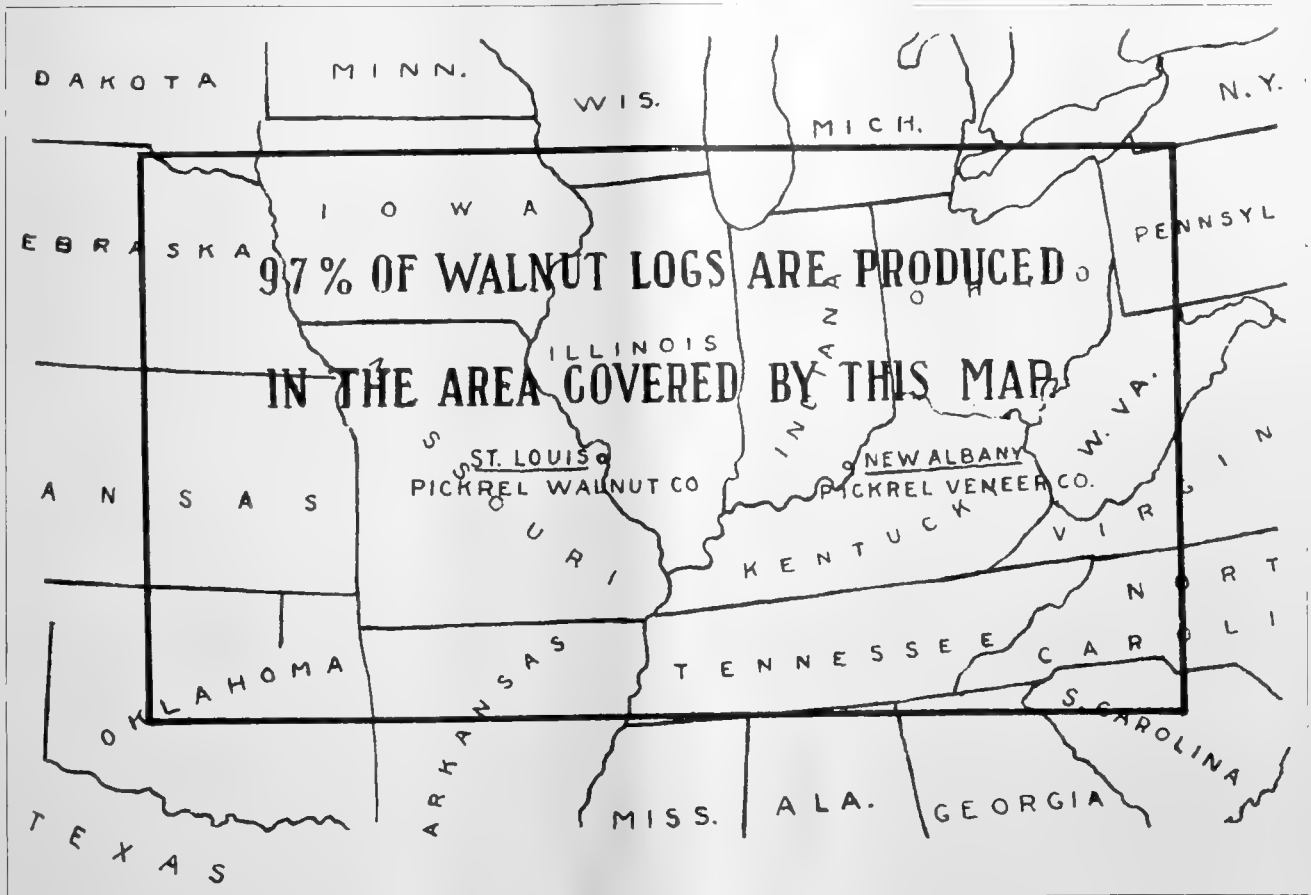 DAKOTA
MINN.
WIS.
MICH.
N.Y.
IOWA
EBRASKA
PENNSYL
97% OF WALNUT LOGS ARE PRODUCED
OHIO
INDIANA
ILLINOIS
IN THE AREA COVERED BY THIS MAP.
W. VA.
ST. LOUIS
PICKREL WALNUT CO
NEW ALBANY
PICKREL VENEER CO.
ANSAS
MISSOURI
KENTUCK
VIRGIN
OKLAHOMA
ARKANSAS
TENNESSEE
NORT
CAROLI
S. CAROLINA
TEXAS
MISS.
ALA.
GEORGIA